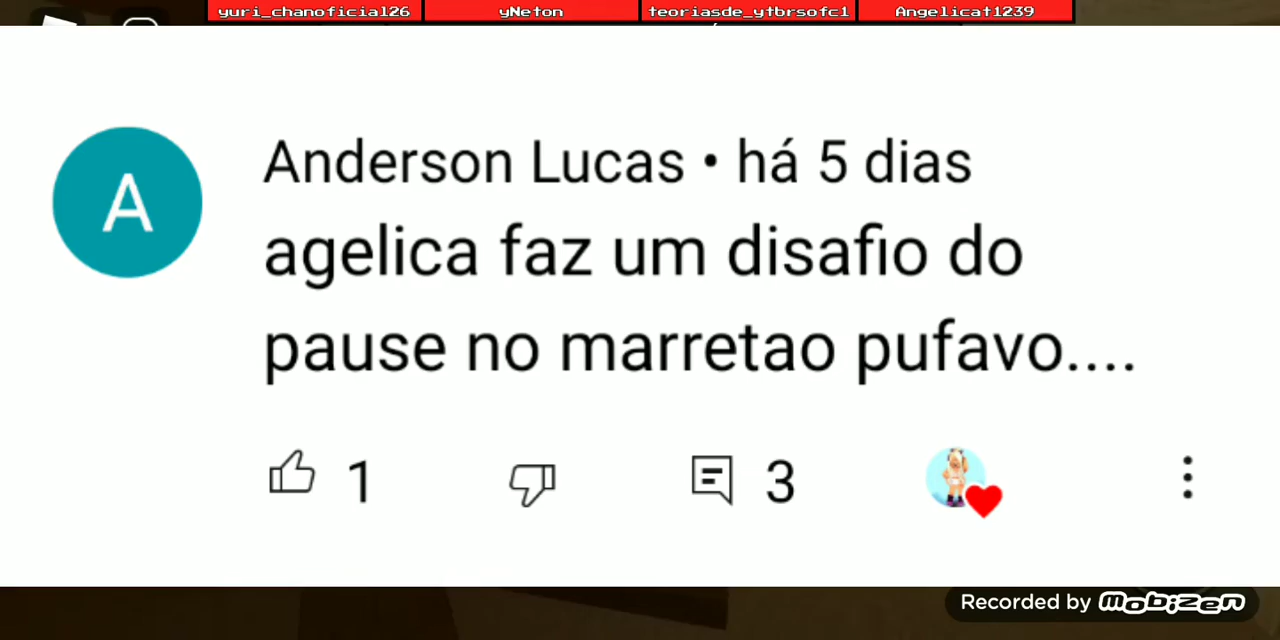 yuri_chanoficial26 yNeton teoriasde_ytbrsofc1 Angelicat1239
A
Anderson Lucas • há 5 dias
agelica faz um disafio do
pause no marretao pufavo....
1 3
Recorded by Mobizen